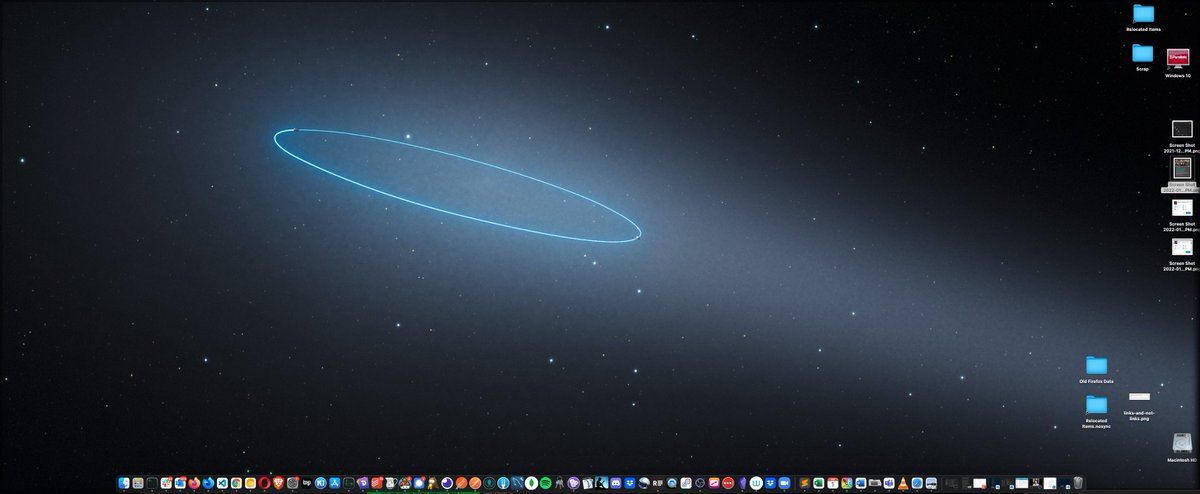 Relocated Items
Scrap
Windows 10
Screen Shot
2021-12...PM.png
Screen Shot
2022-01...PM.png
Screen Shot
2022-01...PM.png
Screen Shot
2022-01...PM.png
Old Firefox Data
Relocated
Items.nosync
links-and-not-
links.png
Macintosh HD